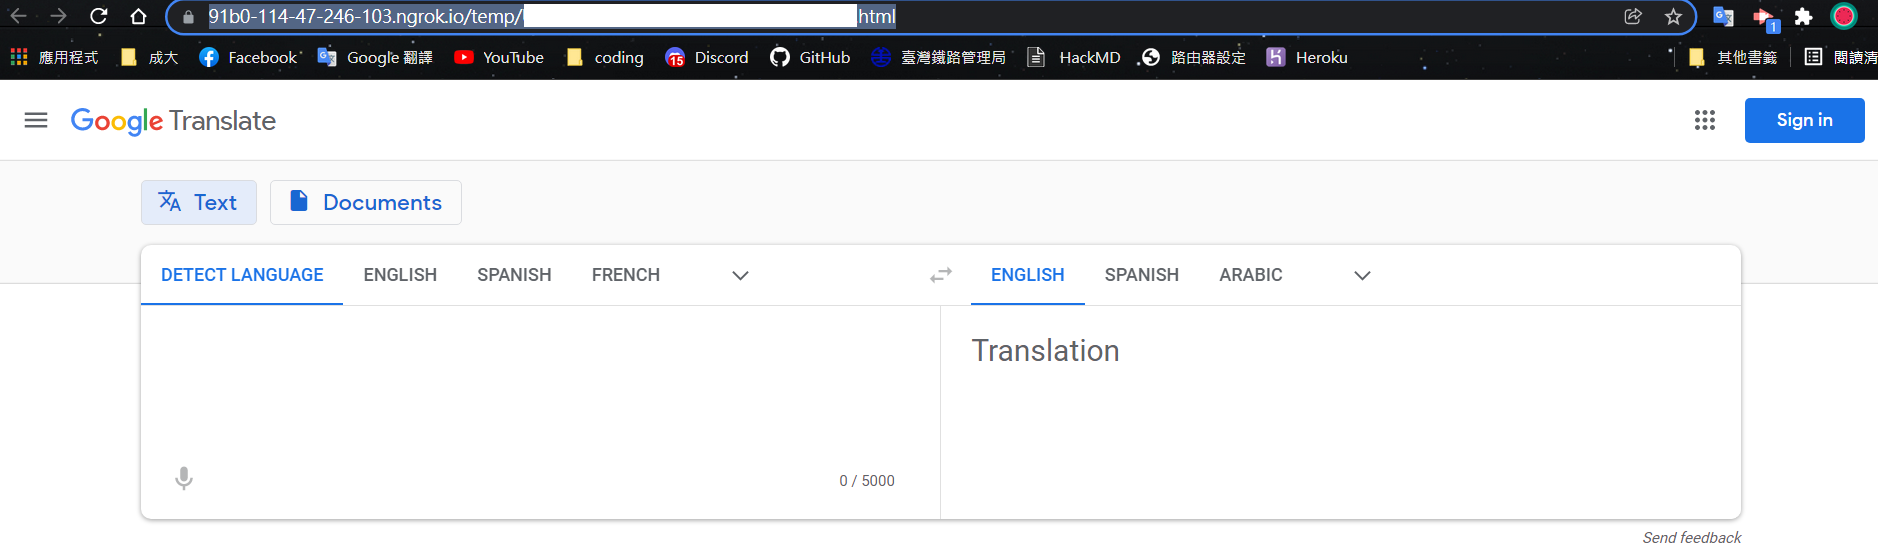 91b0-114-47-246-103.ngrok.io/temp/ html
應用程式 成大 Facebook Google 翻譯 YouTube coding 15 Discord GitHub 臺灣鐵路管理局 HackMD 路由器設定 Heroku 其他書籤 閱讀清
1
Google Translate Sign in
Text Documents
DETECT LANGUAGE ENGLISH SPANISH FRENCH ENGLISH SPANISH ARABIC
Translation
0 / 5000
Send feedback